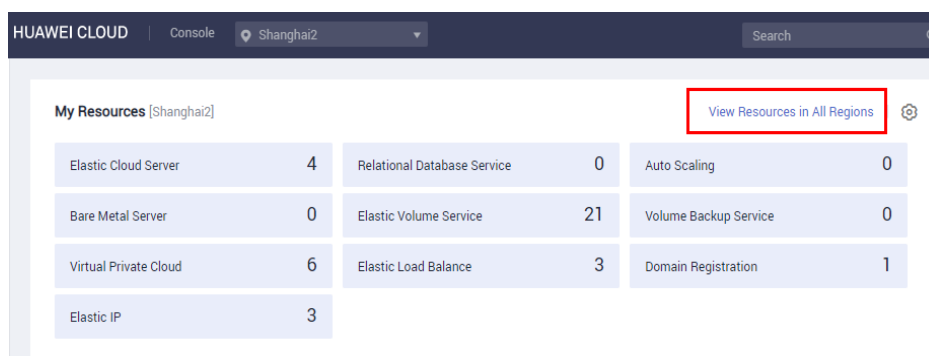 HUAWEI CLOUD Console Shanghai2 Search
My Resources [Shanghai2] View Resources in All Regions
Elastic Cloud Server 4 Relational Database Service 0 Auto Scaling 0
Bare Metal Server 0 Elastic Volume Service 21 Volume Backup Service 0
Virtual Private Cloud 6 Elastic Load Balance 3 Domain Registration 1
Elastic IP 3